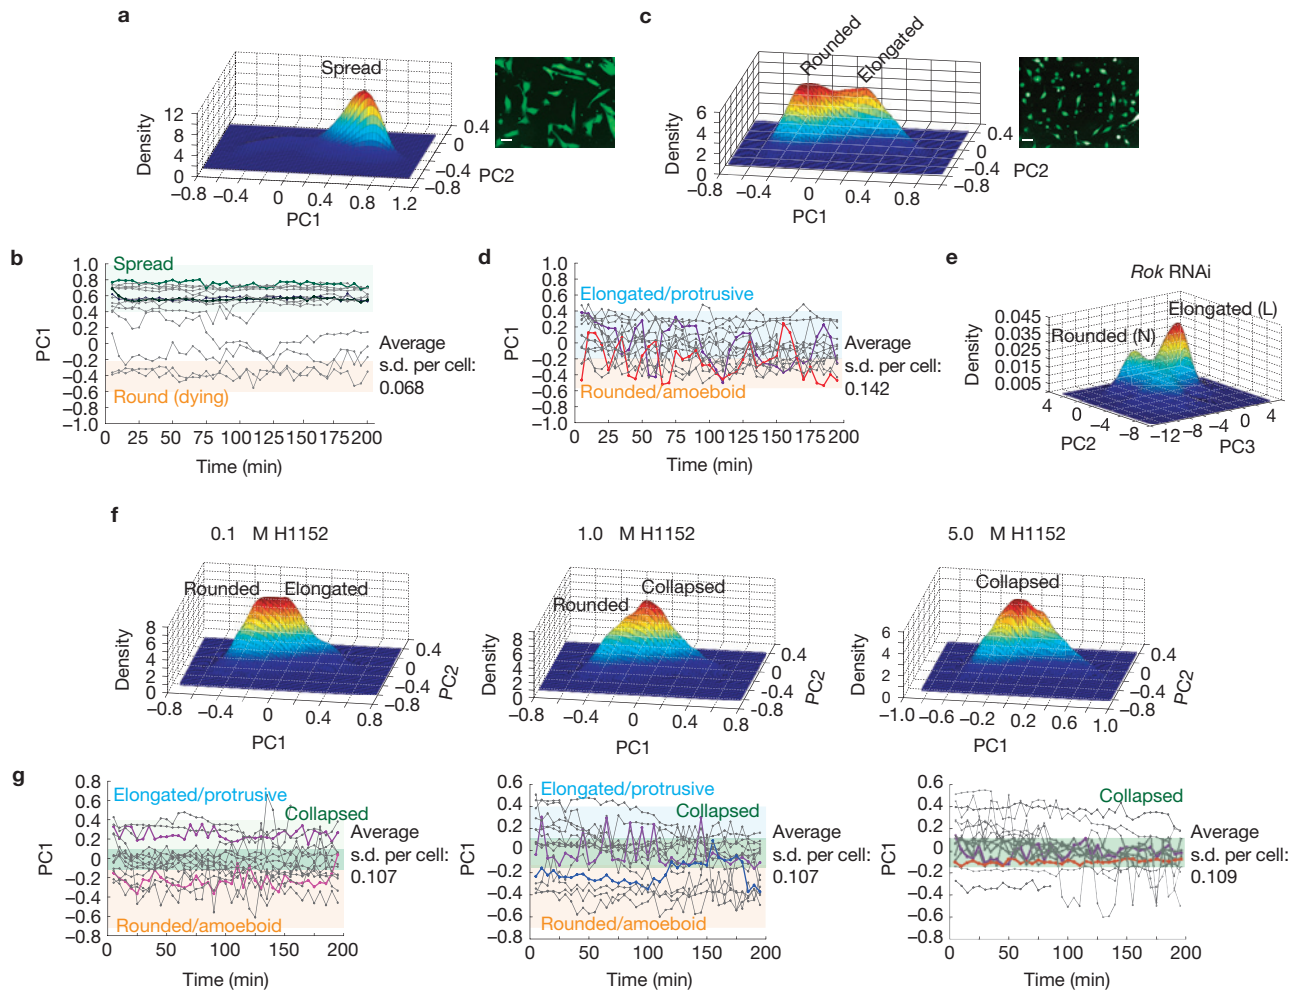 a
Spread
Density
12
8
4
0
–0.8
–0.4
0
0.4
0.8
1.2
PC1
0.4
0
–0.4
–0.8
PC2
c
Rounded
Elongated
Density
6
4
2
0
–0.8
–0.4
0
0.4
0.8
PC1
0.4
0
–0.4
–0.8
PC2
b
Spread
PC1
1.0
0.8
0.6
0.4
0.2
0
–0.2
–0.4
–0.6
–0.8
–1.0
Round (dying)
0 25 50 75 100 125 150 175 200
Time (min)
Average
s.d. per cell:
0.068
d
Elongated/protrusive
PC1
1.0
0.8
0.6
0.4
0.2
0
–0.2
–0.4
–0.6
–0.8
–1.0
Rounded/amoeboid
0 25 50 75 100 125 150 175 200
Time (min)
Average
s.d. per cell:
0.142
e
Rok RNAi
Elongated (L)
Rounded (N)
Density
0.045
0.035
0.025
0.015
0.005
4
0
–4
–8
PC2
–12
–8
–4
0
4
PC3
f
0.1 M H1152
Rounded
Elongated
Density
8
6
4
2
0
–0.8
–0.4
0
0.4
0.8
PC1
0.4
0
–0.4
–0.8
PC2
1.0 M H1152
Collapsed
Rounded
Density
8
6
4
2
0
–0.8
–0.4
0
0.4
0.8
PC1
0.4
0
–0.4
–0.8
PC2
5.0 M H1152
Collapsed
Density
6
4
2
0
–1.0
–0.6
–0.2
0.2
0.6
1.0
PC1
0.4
0
–0.4
–0.8
PC2
g
Elongated/protrusive
Collapsed
PC1
0.8
0.6
0.4
0.2
0
–0.2
–0.4
–0.6
–0.8
Rounded/amoeboid
0 50 100 150 200
Time (min)
Average
s.d. per cell:
0.107
Elongated/protrusive
Collapsed
PC1
0.6
0.4
0.2
0
–0.2
–0.4
–0.6
–0.8
Rounded/amoeboid
0 50 100 150 200
Time (min)
Average
s.d. per cell:
0.107
Collapsed
PC1
0.6
0.4
0.2
0
–0.2
–0.4
–0.6
–0.8
0 50 100 150 200
Time (min)
Average
s.d. per cell:
0.109